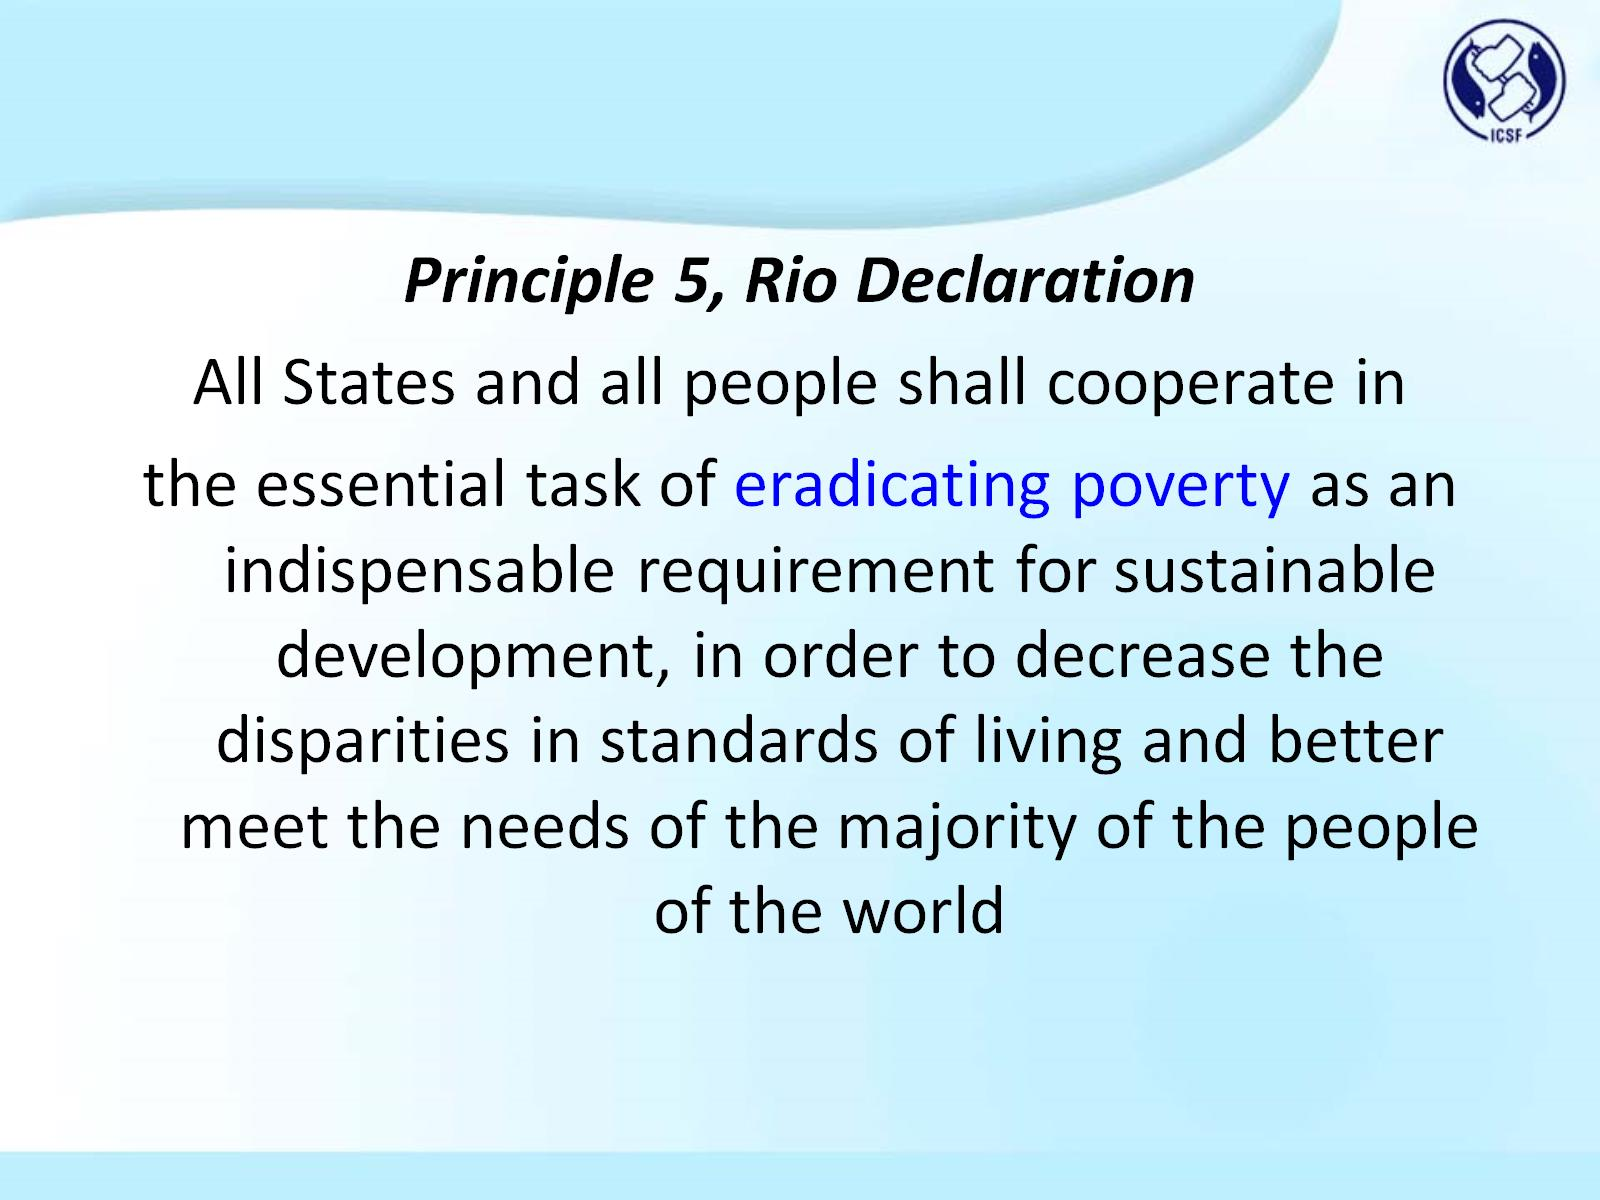 ICSF
Principle 5, Rio Declaration
All States and all people shall cooperate in
the essential task of eradicating poverty as an
indispensable requirement for sustainable
development, in order to decrease the
disparities in standards of living and better
meet the needs of the majority of the people
of the world